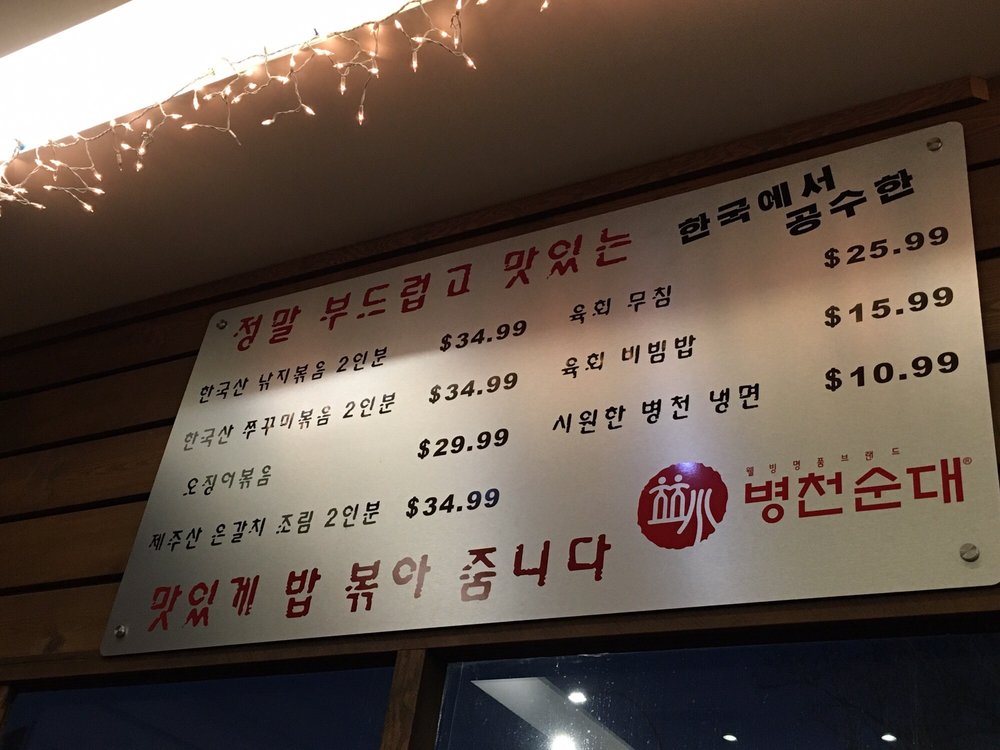 정말 부드럽고 맛있는
한국에서
공수한
한국산 낚지볶음 2인분 $34.99
한국산 쭈꾸미볶음 2인분 $34.99
오징어볶음 $29.99
제주산 은갈치 조림 2인분 $34.99
육회 무침 $25.99
육회 비빔밥 $15.99
시원한 병천 냉면 $10.99
맛있게 밥 볶아 줍니다
웰빙명품브랜드
병천순대®